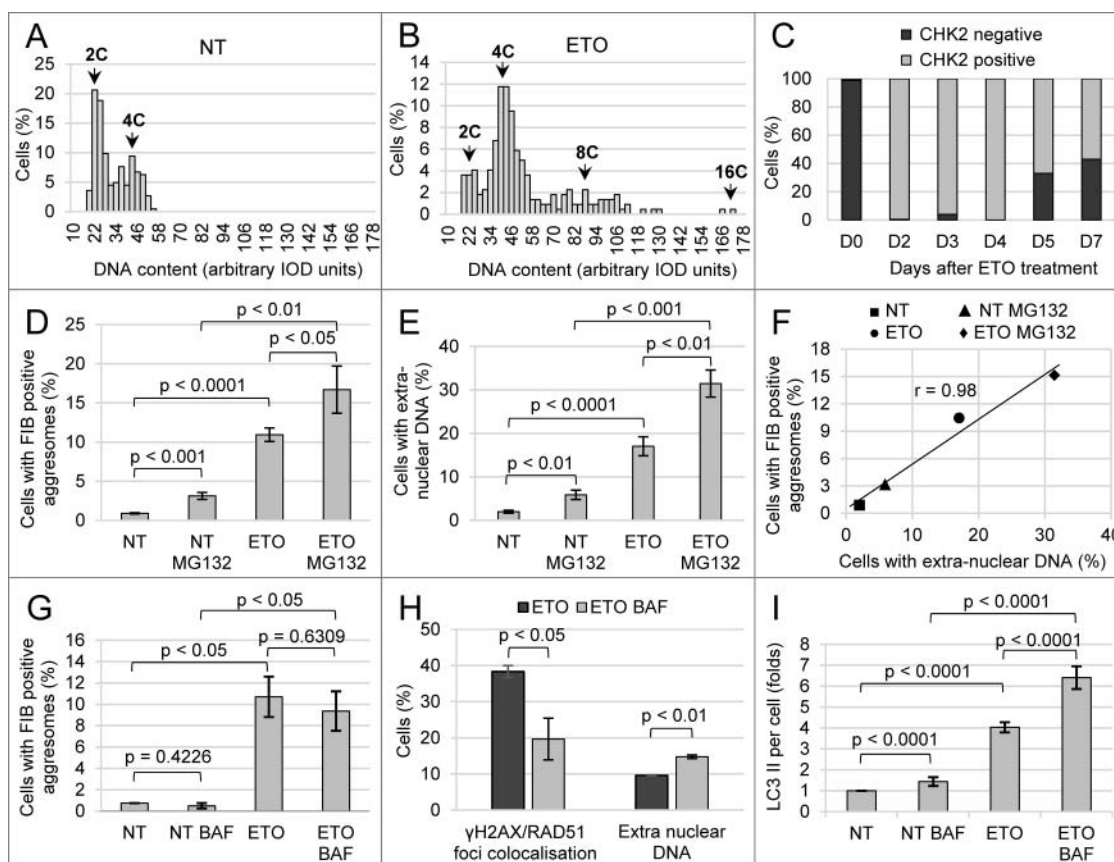 A
NT
2C
4C
Cells (%)
25
20
15
10
5
0
10 22 34 46 58 70 82 94 106 118 130 142 154 166 178
DNA content (arbitrary IOD units)
B
ETO
4C
2C
8C
16C
Cells (%)
14
12
10
8
6
4
2
0
10 22 34 46 58 70 82 94 106 118 130 142 154 166 178
DNA content (arbitrary IOD units)
C
CHK2 negative
CHK2 positive
Cells (%)
100
80
60
40
20
0
D0 D2 D3 D4 D5 D7
Days after ETO treatment
D
Cells with FIB positive
aggresomes (%)
25
20
15
10
5
0
p < 0.01
p < 0.05
p < 0.0001
p < 0.001
NT NT ETO ETO
MG132 MG132
E
Cells with extra-
nuclear DNA (%)
40
30
20
10
0
p < 0.001
p < 0.01
p < 0.0001
p < 0.01
NT NT ETO ETO
MG132 MG132
F
NT NT MG132
ETO ETO MG132
Cells with FIB positive
aggresomes (%)
18
15
12
9
6
3
0
r = 0.98
0 10 20 30 40
Cells with extra-nuclear DNA (%)
G
Cells with FIB positive
aggresomes (%)
16
14
12
10
8
6
4
2
0
p < 0.05
p = 0.6309
p < 0.05
p = 0.4226
NT NT BAF ETO ETO
BAF
H
ETO ETO BAF
Cells (%)
50
40
30
20
10
0
p < 0.05
p < 0.01
γH2AX/RAD51 Extra nuclear
foci colocalisation DNA
I
LC3 II per cell (folds)
8
7
6
5
4
3
2
1
0
p < 0.0001
p < 0.0001
p < 0.0001
p < 0.0001
NT NT BAF ETO ETO
BAF